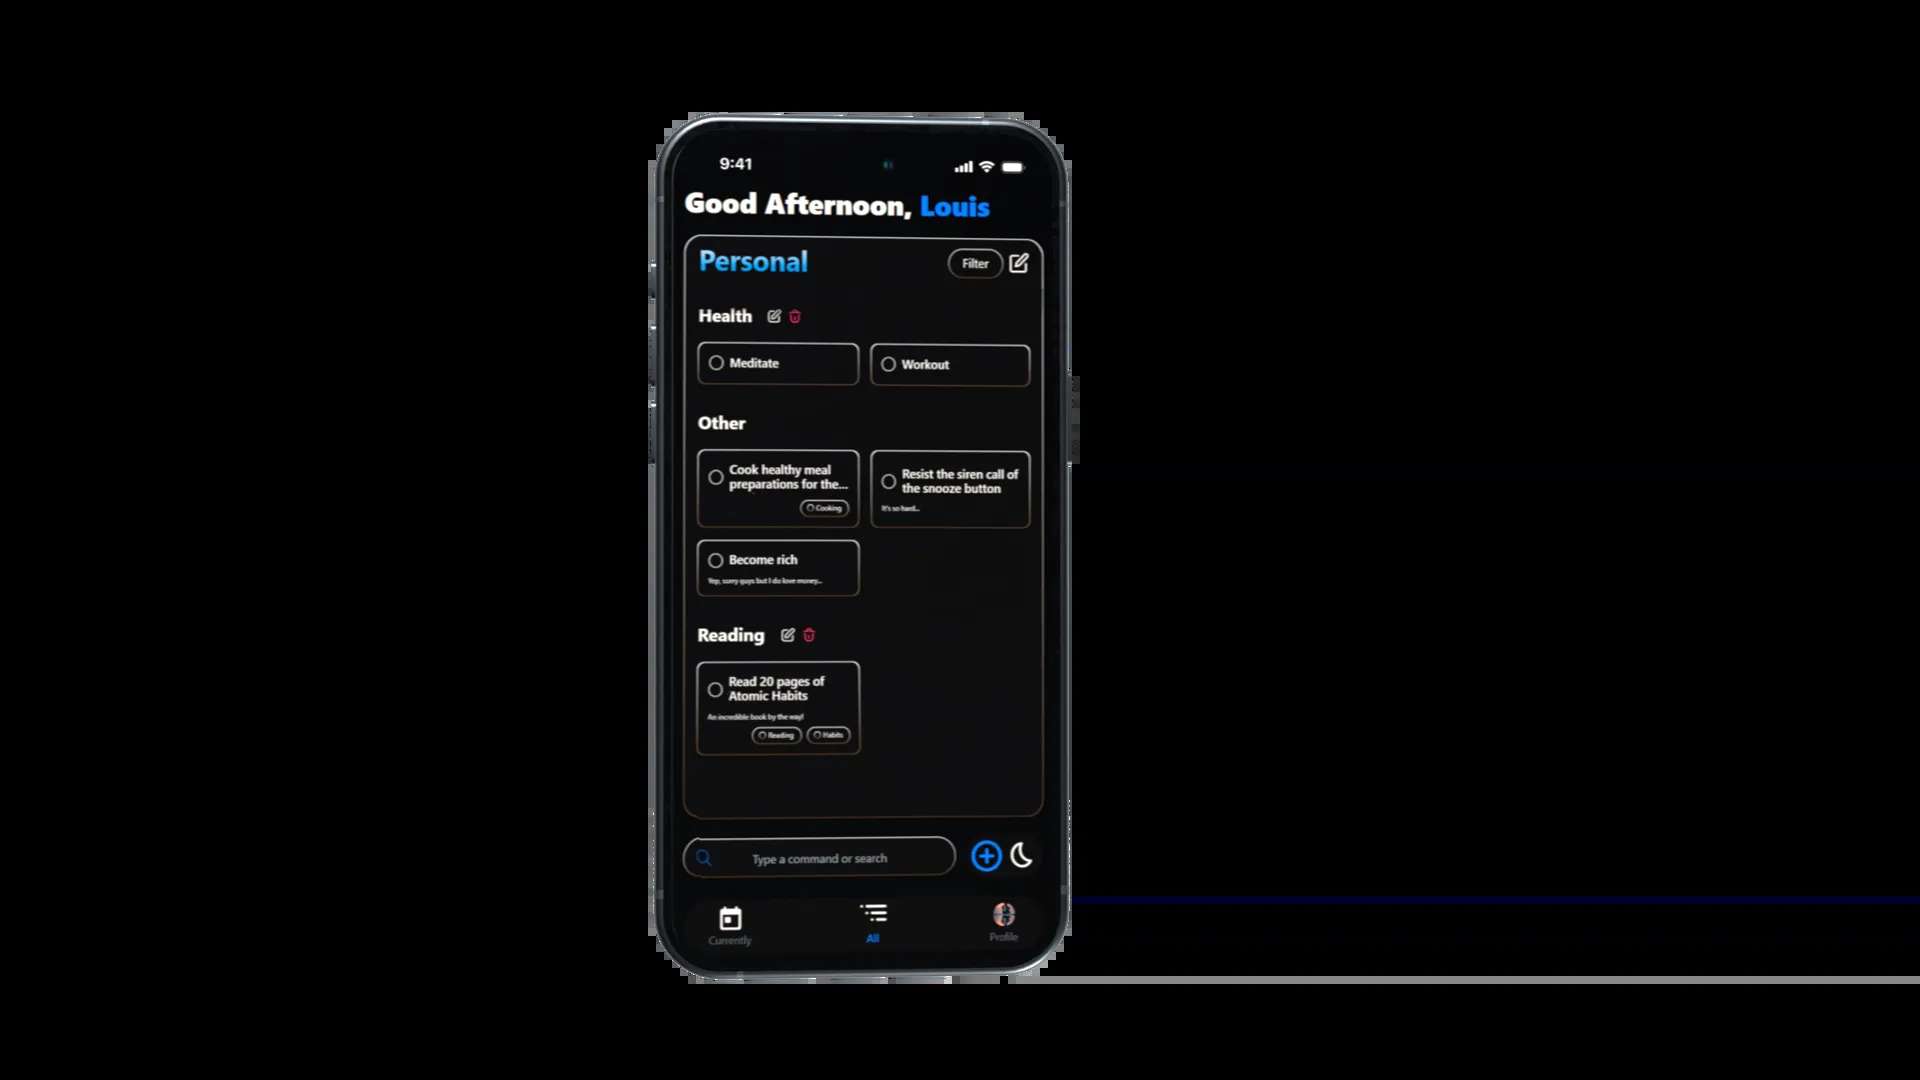 9:41
Good Afternoon, Louis
Personal
Filter
Health
Meditate
Workout
Other
Cook healthy meal
preparations for the...
Cooking
Resist the siren call of
the snooze button
It's so hard...
Become rich
Yep, sorry guys but I do love money...
Reading
Read 20 pages of
Atomic Habits
An incredible book by the way!
Reading
Habits
Type a command or search
Currently
All
Profile